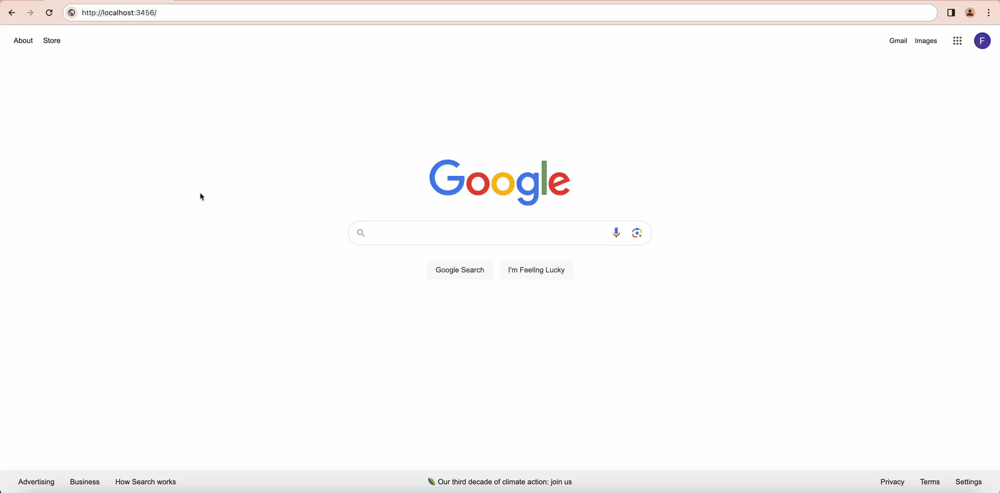 http://localhost:3456/
About Store
Gmail Images F
Google
Google Search I'm Feeling Lucky
Advertising Business How Search works
Our third decade of climate action: join us
Privacy Terms Settings